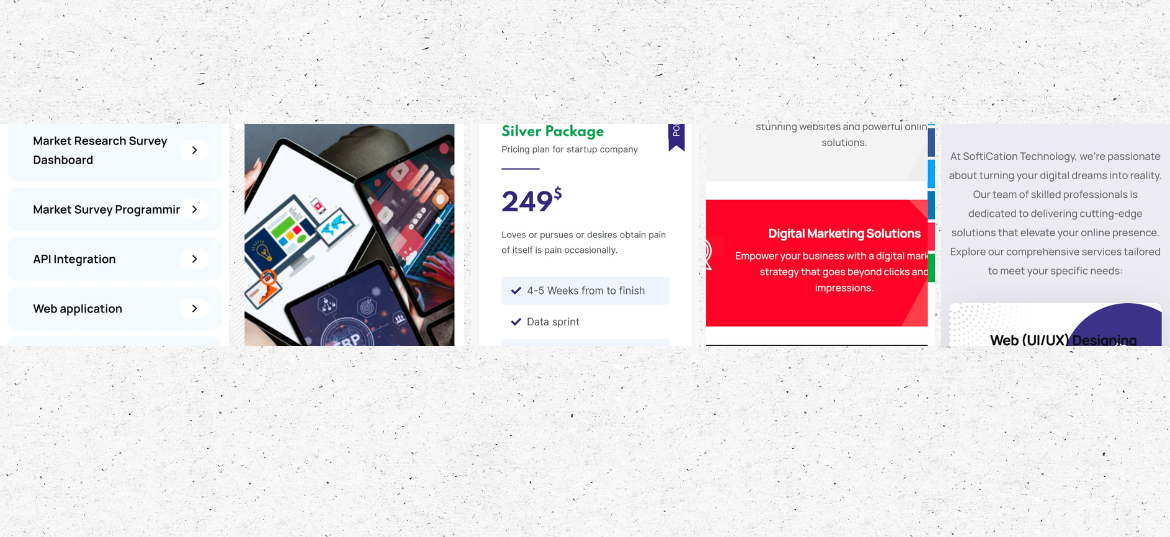 Market Research Survey
Dashboard
Market Survey Programmin
API Integration
Web application
ERP
Silver Package
Pricing plan for startup company
249$
Loves or pursues or desires obtain pain
of itself is pain occasionally.
4-5 Weeks from to finish
Data sprint
PO
stunning websites and powerful online
solutions.
Digital Marketing Solutions
Empower your business with a digital mark
strategy that goes beyond clicks and
impressions.
At SoftiCation Technology, we're passionate
about turning your digital dreams into reality.
Our team of skilled professionals is
dedicated to delivering cutting-edge
solutions that elevate your online presence.
Explore our comprehensive services tailored
to meet your specific needs:
Web (UI/UX) Designing